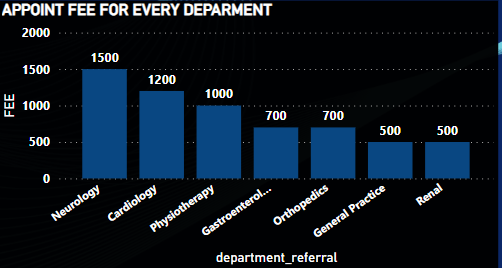 APPOINT FEE FOR EVERY DEPARMENT
2000
1500
1000
500
0
FEE
1500
1200
1000
700
700
500
500
Neurology
Cardiology
Physiotherapy
Gastroenterol...
Orthopedics
General Practice
Renal
department_referral